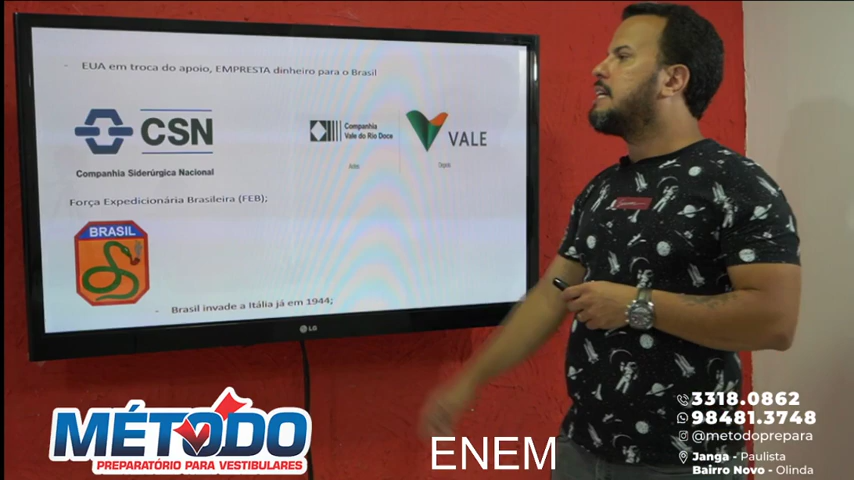 - EUA em troca do apoio, EMPRESTA dinheiro para o Brasil
CSN
Companhia Siderúrgica Nacional
Companhia
Vale do Rio Doce
VALE
Antes
Depois
Força Expedicionária Brasileira (FEB);
BRASIL
- Brasil invade a Itália já em 1944;
LG
MÉTODO
PREPARATÓRIO PARA VESTIBULARES
ENEM
3318.0862
98481.3748
@metodoprepara
Janga - Paulista
Bairro Novo - Olinda